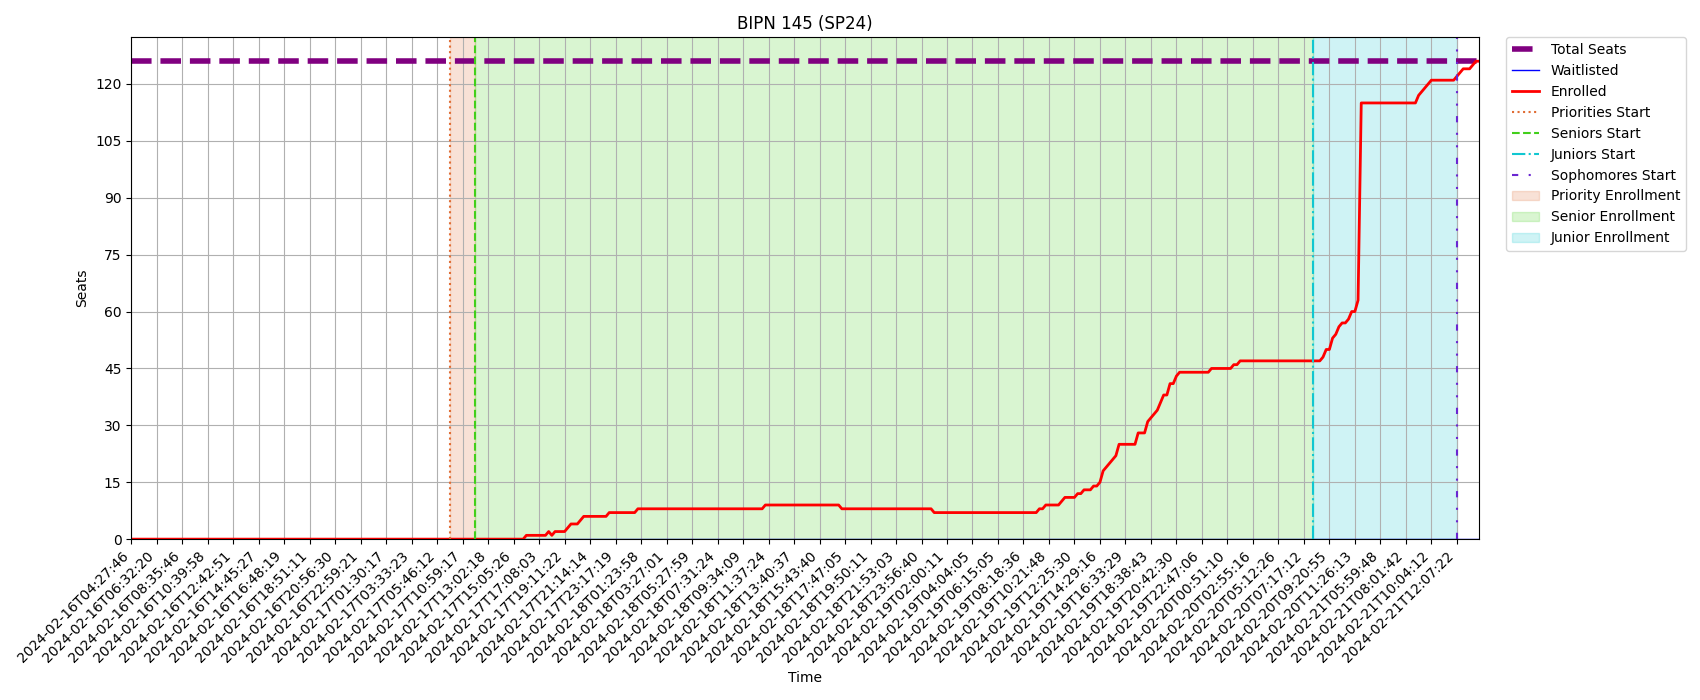 BIPN 145 (SP24)
Total Seats
Waitlisted
Enrolled
Priorities Start
Seniors Start
Juniors Start
Sophomores Start
Priority Enrollment
Senior Enrollment
Junior Enrollment
Seats
120
105
90
75
60
45
30
15
0
2024-02-16T04:27:46
2024-02-16T06:32:20
2024-02-16T08:35:46
2024-02-16T10:39:58
2024-02-16T12:42:51
2024-02-16T14:45:27
2024-02-16T16:48:19
2024-02-16T18:51:11
2024-02-16T20:56:30
2024-02-16T22:59:21
2024-02-17T01:30:17
2024-02-17T03:33:23
2024-02-17T05:46:12
2024-02-17T10:59:17
2024-02-17T13:02:18
2024-02-17T15:05:26
2024-02-17T17:08:03
2024-02-17T19:11:22
2024-02-17T21:14:14
2024-02-17T23:17:19
2024-02-18T01:23:58
2024-02-18T03:27:01
2024-02-18T05:27:59
2024-02-18T07:31:24
2024-02-18T09:34:09
2024-02-18T11:37:24
2024-02-18T13:40:37
2024-02-18T15:43:40
2024-02-18T17:47:05
2024-02-18T19:50:11
2024-02-18T21:53:03
2024-02-18T23:56:40
2024-02-19T02:00:11
2024-02-19T04:04:05
2024-02-19T06:15:05
2024-02-19T08:18:36
2024-02-19T10:21:48
2024-02-19T12:25:30
2024-02-19T14:29:16
2024-02-19T16:33:29
2024-02-19T18:38:43
2024-02-19T20:42:30
2024-02-19T22:47:06
2024-02-20T00:51:10
2024-02-20T02:55:16
2024-02-20T05:12:26
2024-02-20T07:17:12
2024-02-20T09:20:55
2024-02-20T11:26:13
2024-02-21T05:59:48
2024-02-21T08:01:42
2024-02-21T10:04:12
2024-02-21T12:07:22
Time